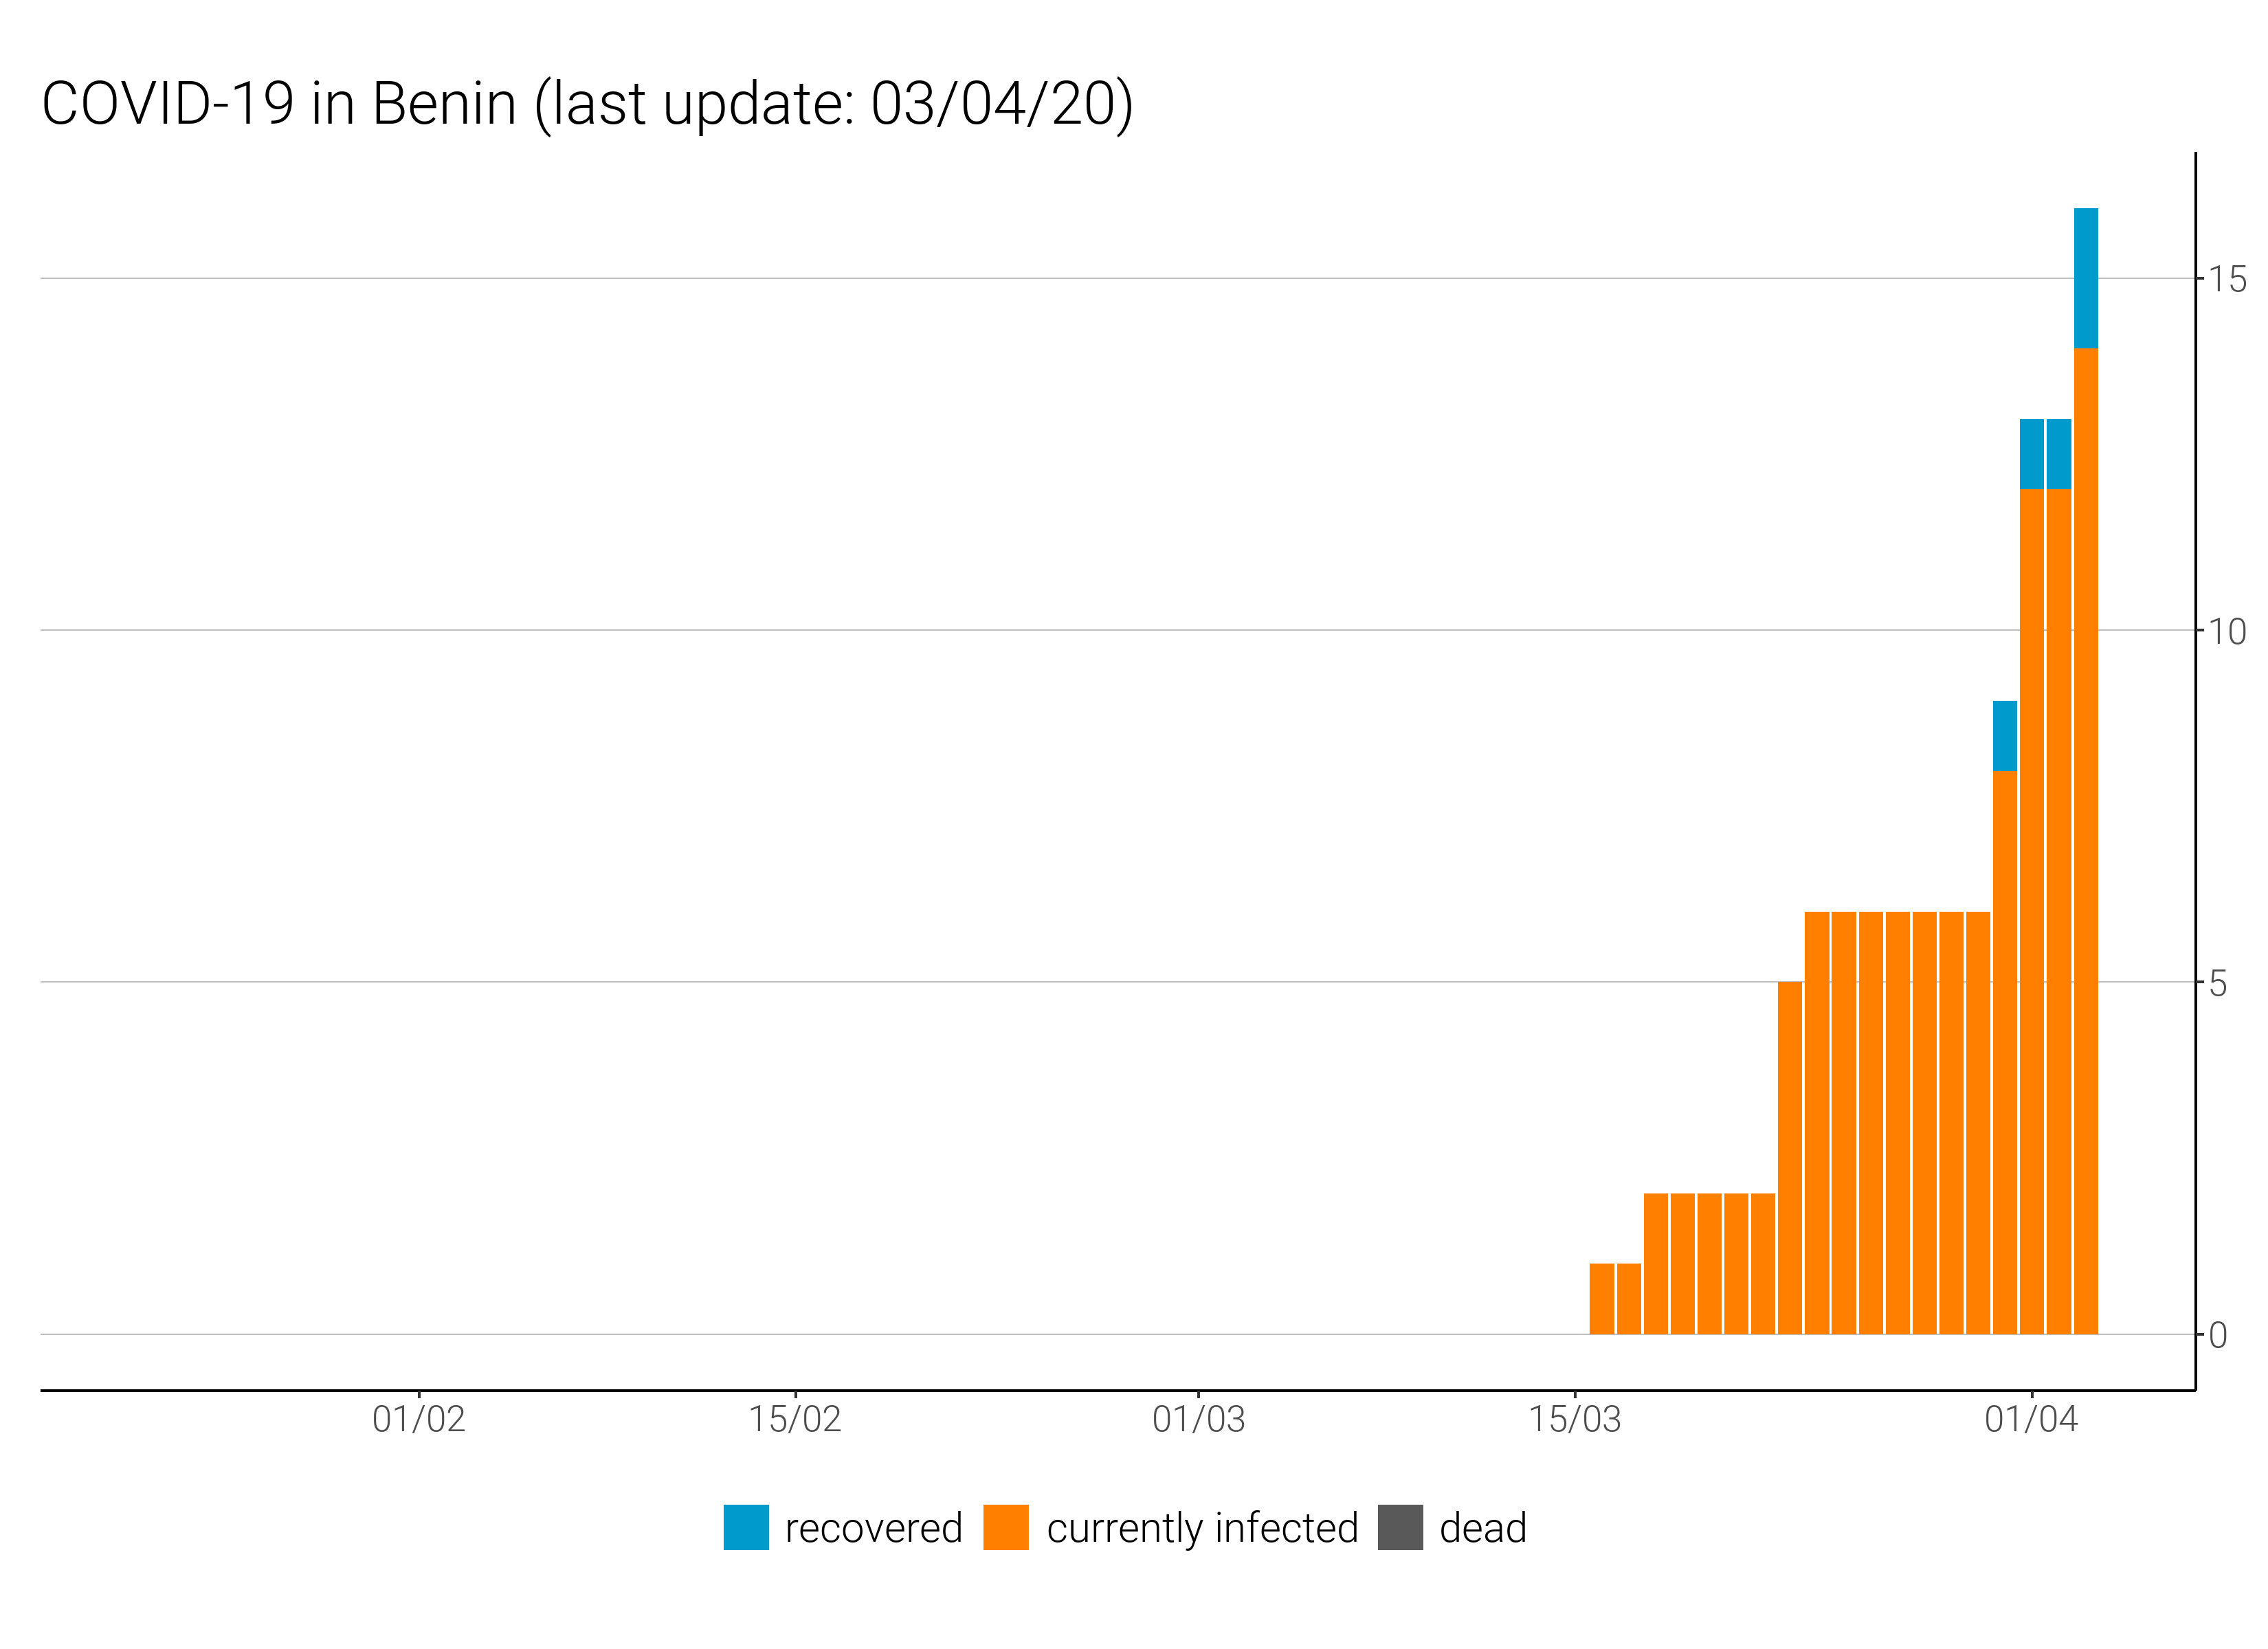 COVID-19 in Benin (last update: 03/04/20)
15
10
5
0
01/02 15/02 01/03 15/03 01/04
recovered currently infected dead